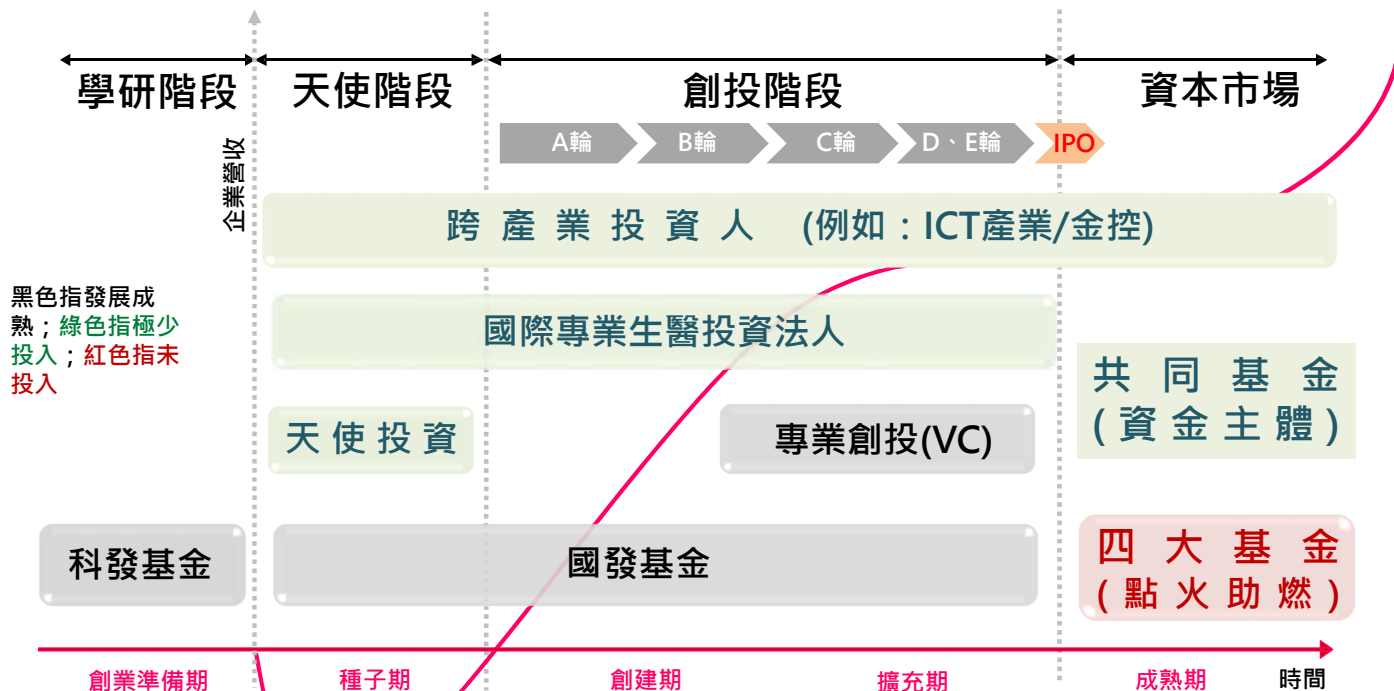 學研階段
天使階段
創投階段
資本市場
A輪
B輪
C輪
D、E輪
IPO
企業營收
跨產業投資人 (例如：ICT產業/金控)
黑色指發展成
熟；綠色指極少
投入；紅色指未
投入
國際專業生醫投資法人
共同基金
(資金主體)
天使投資
專業創投(VC)
科發基金
國發基金
四大基金
(點火助燃)
創業準備期
種子期
創建期
擴充期
成熟期
時間